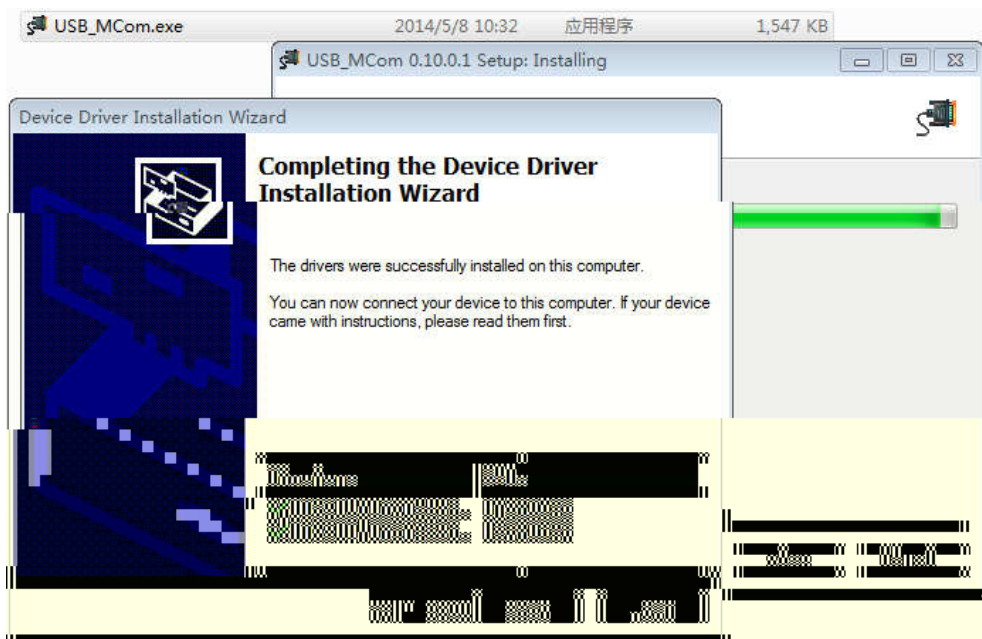 USB_MCom.exe 2014/5/8 10:32 应用程序 1,547 KB
USB_MCom 0.10.0.1 Setup: Installing
Device Driver Installation Wizard
Completing the Device Driver
Installation Wizard
The drivers were successfully installed on this computer.
You can now connect your device to this computer. If your device
came with instructions, please read them first.